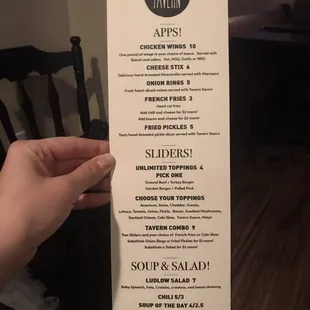 TAVERN
APPS!
CHICKEN WINGS 10
One pound of wings in your choice of sauce. Served with
Ranch and celery. Hot, Mild, Garlic or BBQ
CHEESE STIX 6
Delicious hand-breaded Mozzarella served with Marinara
ONION RINGS 5
Fresh hand-sliced onions served with Tavern Sauce
FRENCH FRIES 3
Hand cut fries
Add chili and cheese for $2 more!
Add bacon and cheese for $2 more!
FRIED PICKLES 5
Tasty hand-breaded pickle slices served with Tavern Sauce
SLIDERS!
UNLIMITED TOPPINGS 4
PICK ONE
Ground Beef • Turkey Burger
Garden Burger • Pulled Pork
CHOOSE YOUR TOPPINGS
American, Swiss, Cheddar,
Lettuce, Tomato, Onion, Pickle, Bacon, Sautéed Mushrooms,
Sautéed Onions, Cole Slaw, Tavern Sauce, Mayo
TAVERN COMBO 9
Two Sliders and your choice of French Fries or Cole Slaw.
Substitute Onion Rings or Fried Pickles for $1 more!
Substitute a Salad for $2 more!
SOUP & SALAD!
LUDLOW SALAD 7
Baby Spinach, Feta, Craisins, croutons, and house dressing
CHILI 3/5
SOUP OF THE DAY 4/2.5